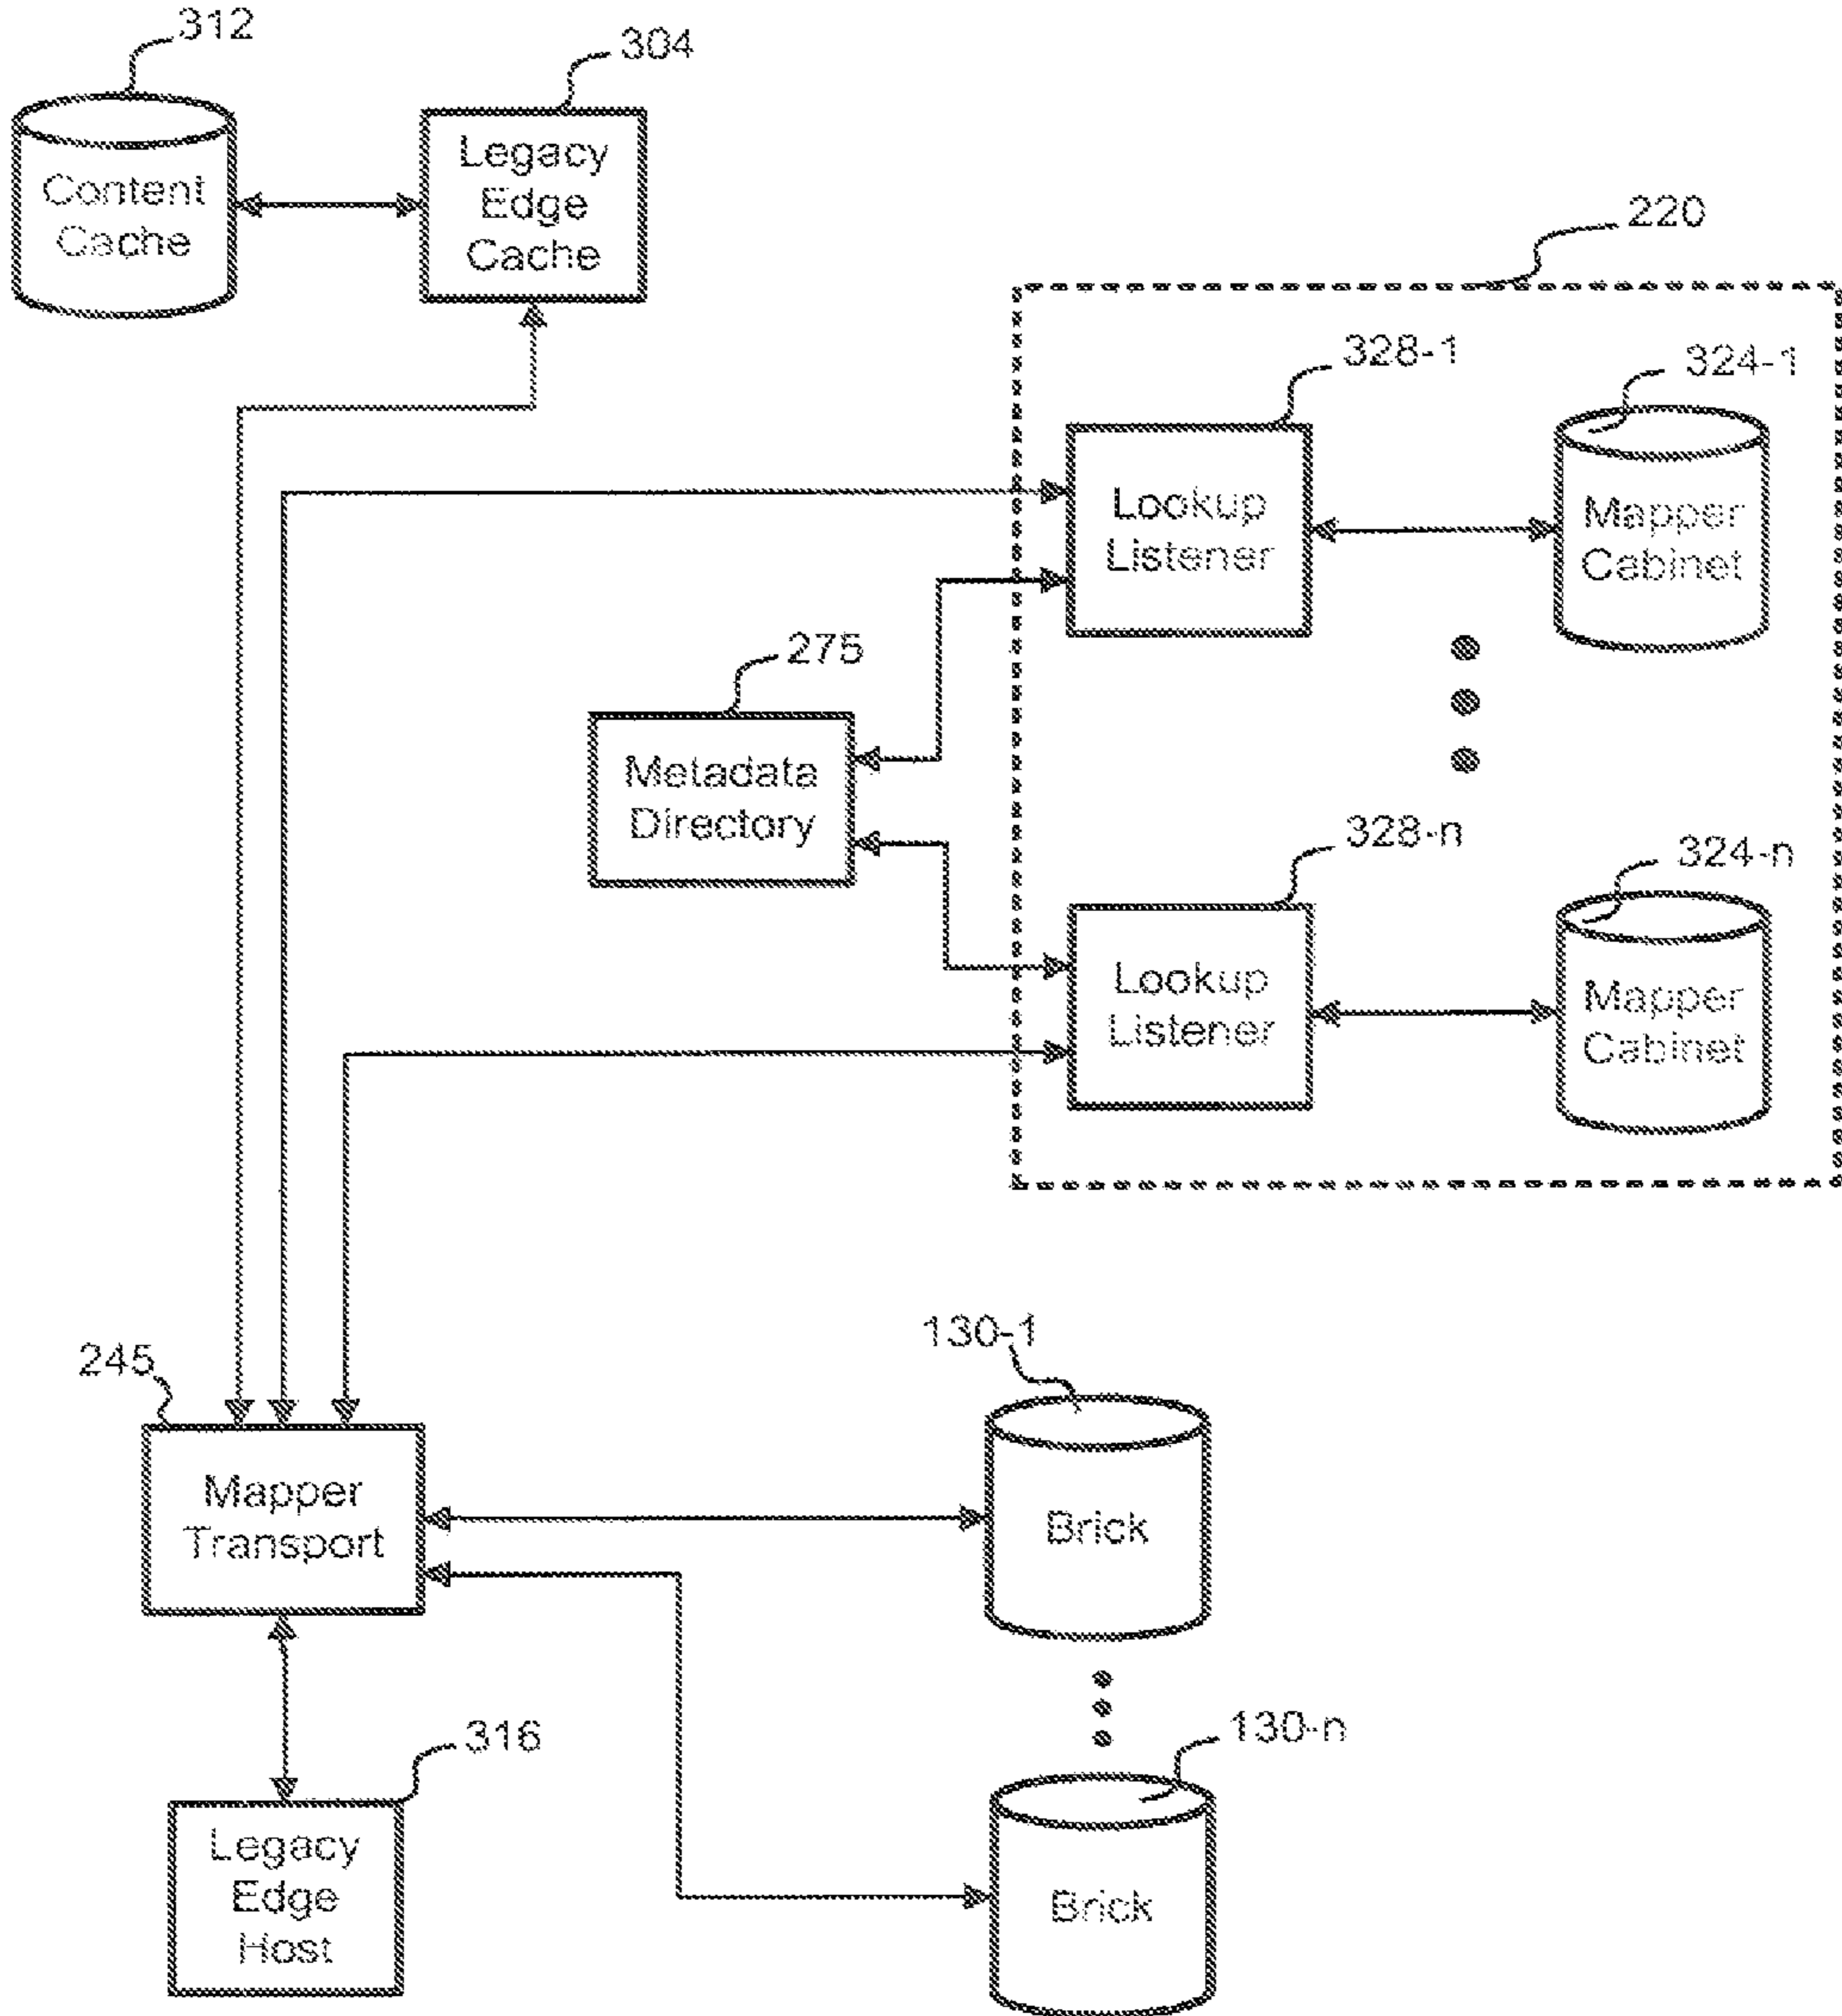 312
304
Content
Cache
Legacy
Edge
Cache
220
328-1
324-1
Lookup
Listener
Mapper
Cabinet
275
Metadata
Directory
328-n
324-n
Lookup
Listener
Mapper
Cabinet
245
130-1
Mapper
Transport
Brick
316
130-n
Legacy
Edge
Host
Brick